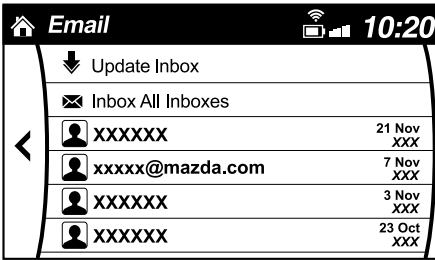 Email 10:20
Update Inbox
Inbox All Inboxes
XXXXXX 21 Nov
XXX
xxxxx@mazda.com 7 Nov
XXX
XXXXXX 3 Nov
XXX
XXXXXX 23 Oct
XXX